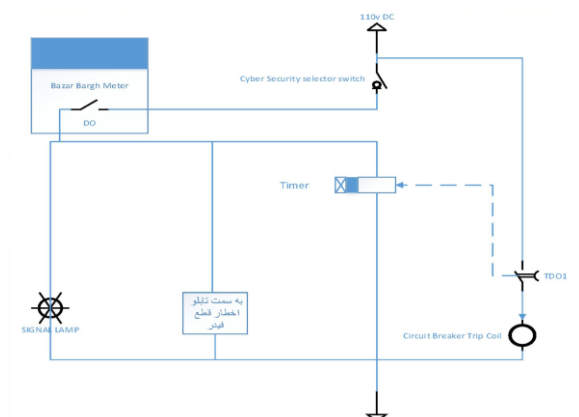 110v DC
Cyber Security selector switch
Bazar Bargh Meter
DO
Timer
TDO1
به سمت تابلو
اخطار قطع
فیدر
SIGNAL LAMP
Circuit Breaker Trip Coil